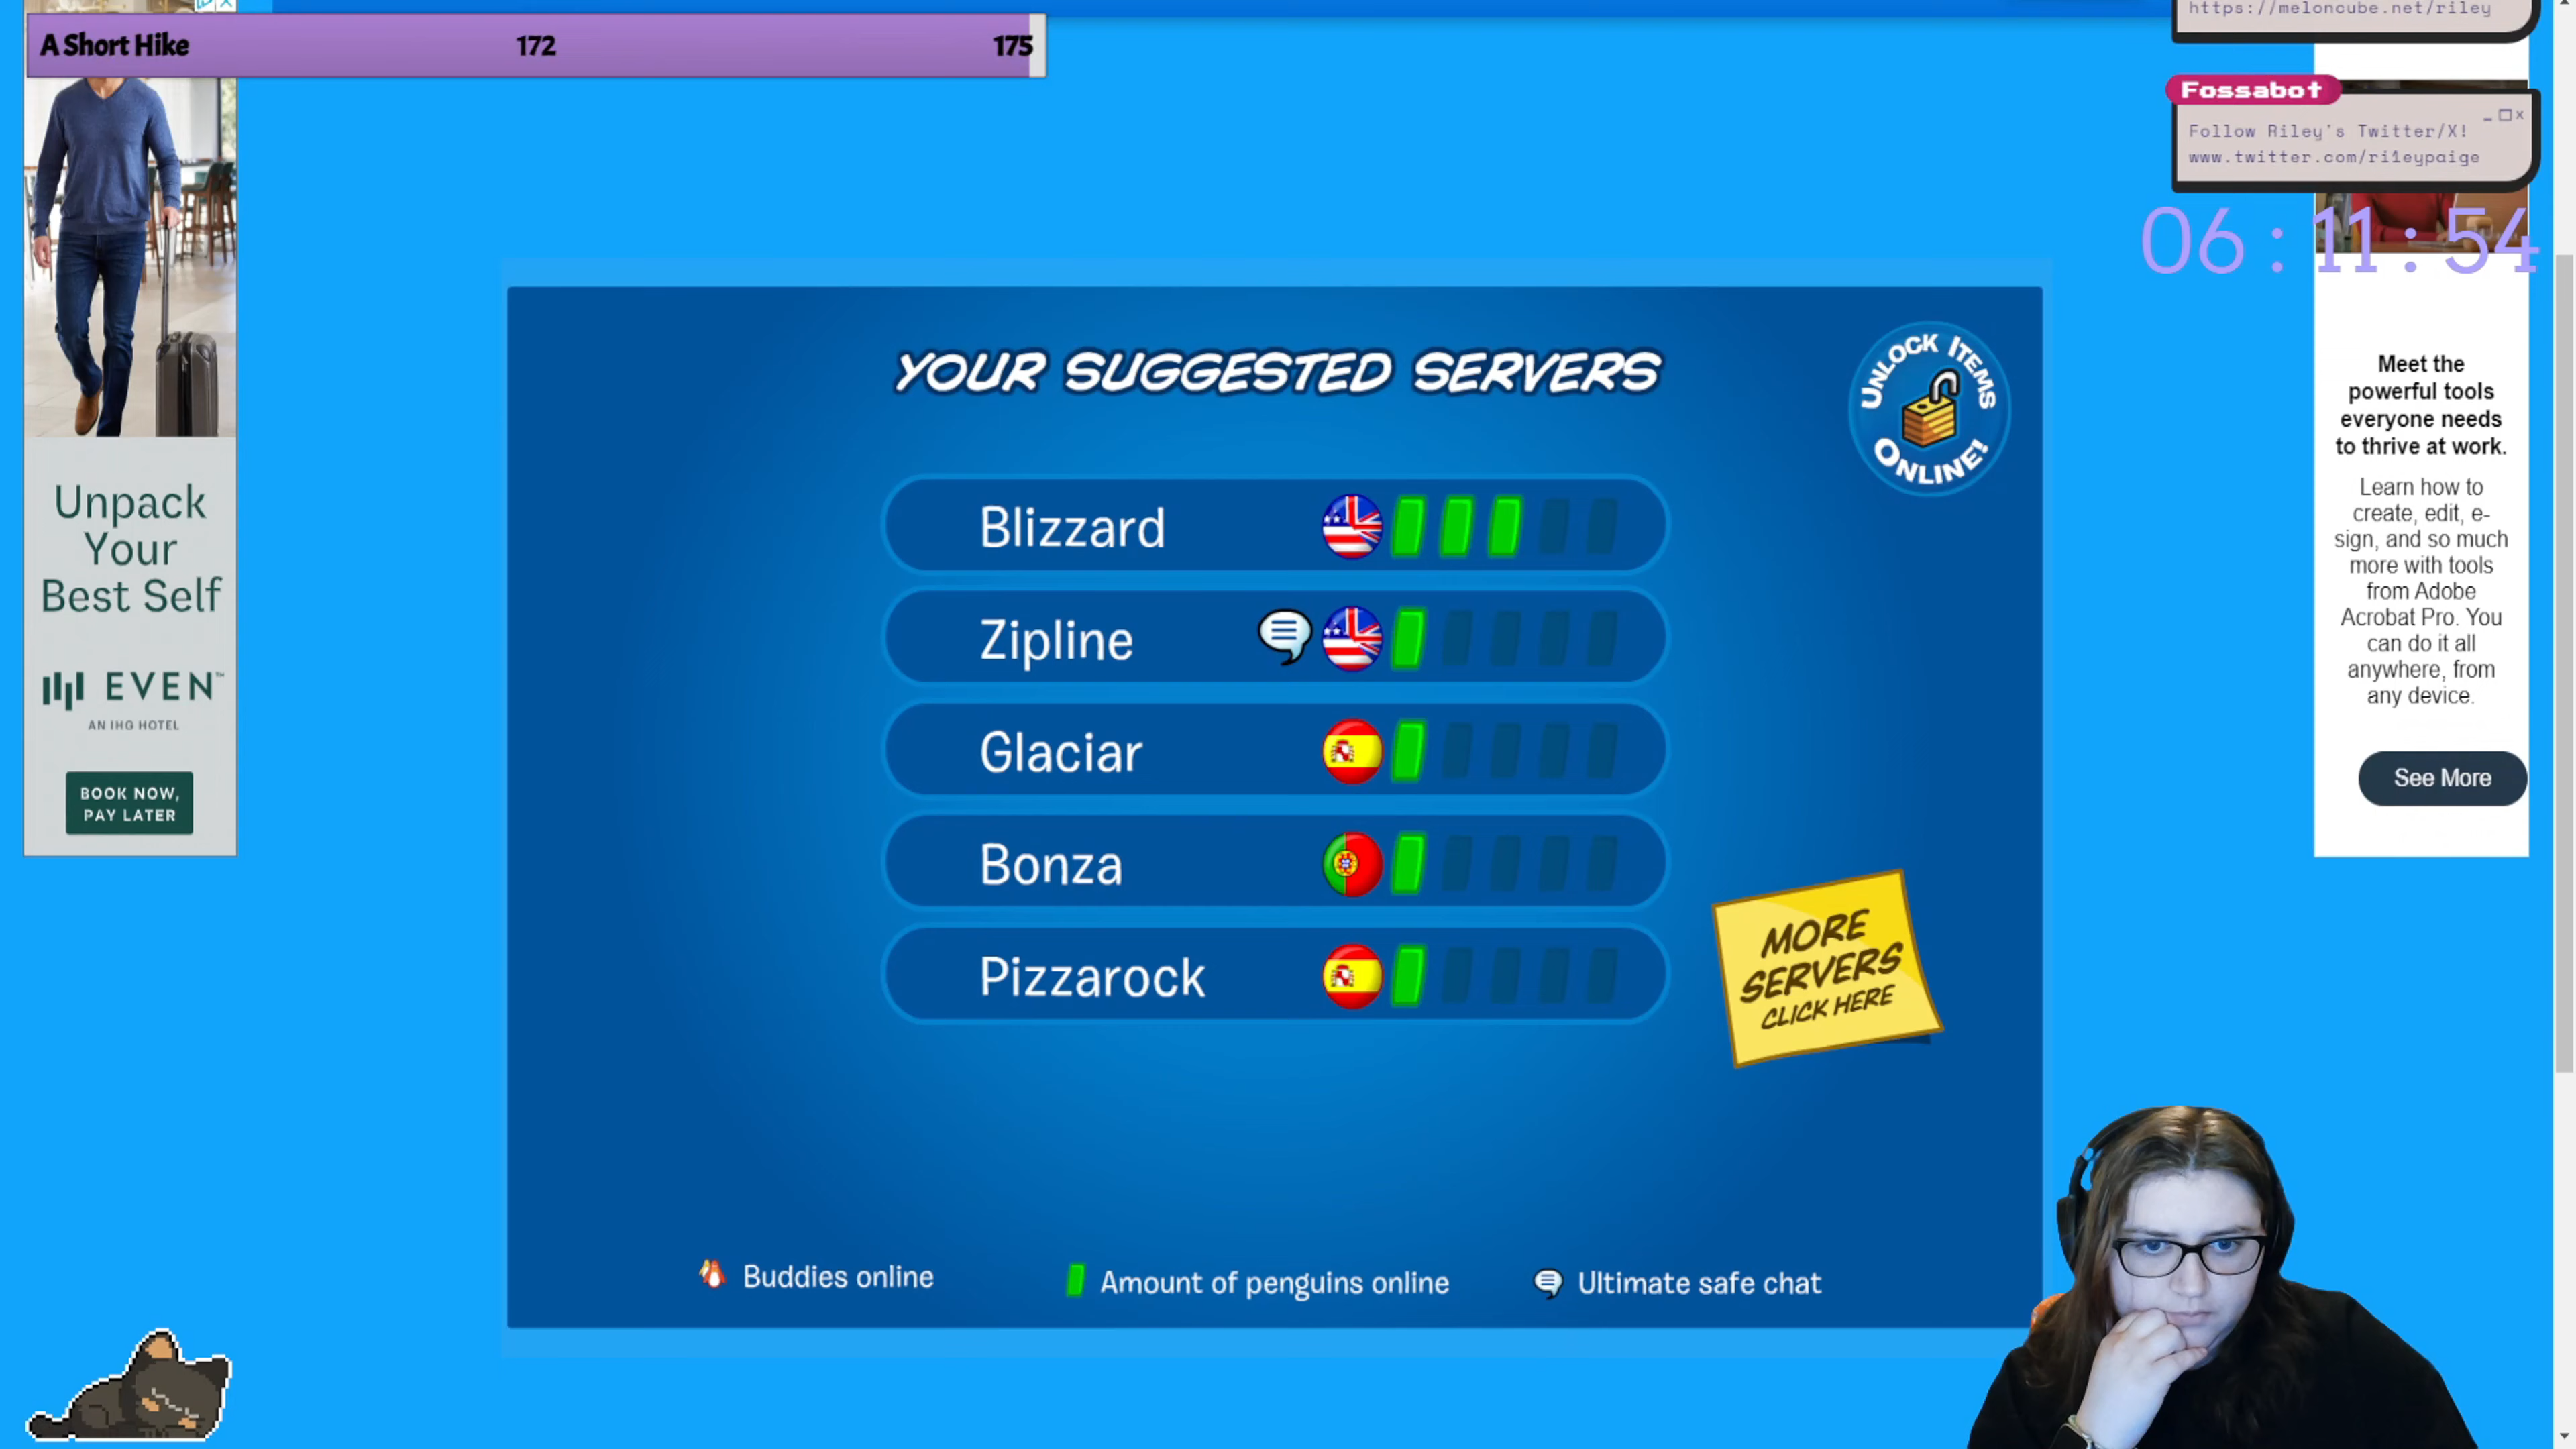 A Short Hike 172 175
https://meloncube.net/riley
Fossabot
Follow Riley's Twitter/X!
www.twitter.com/ri1eypaige
06:11:54
YOUR SUGGESTED SERVERS
UNLOCK ITEMS
ONLINE!
Blizzard
Zipline
Glaciar
Bonza
Pizzarock
MORE
SERVERS
CLICK HERE
Buddies online
Amount of penguins online
Ultimate safe chat
Unpack
Your
Best Self
EVEN™
AN IHG HOTEL
BOOK NOW,
PAY LATER
Meet the
powerful tools
everyone needs
to thrive at work.
Learn how to
create, edit, e-
sign, and so much
more with tools
from Adobe
Acrobat Pro. You
can do it all
anywhere, from
any device.
See More